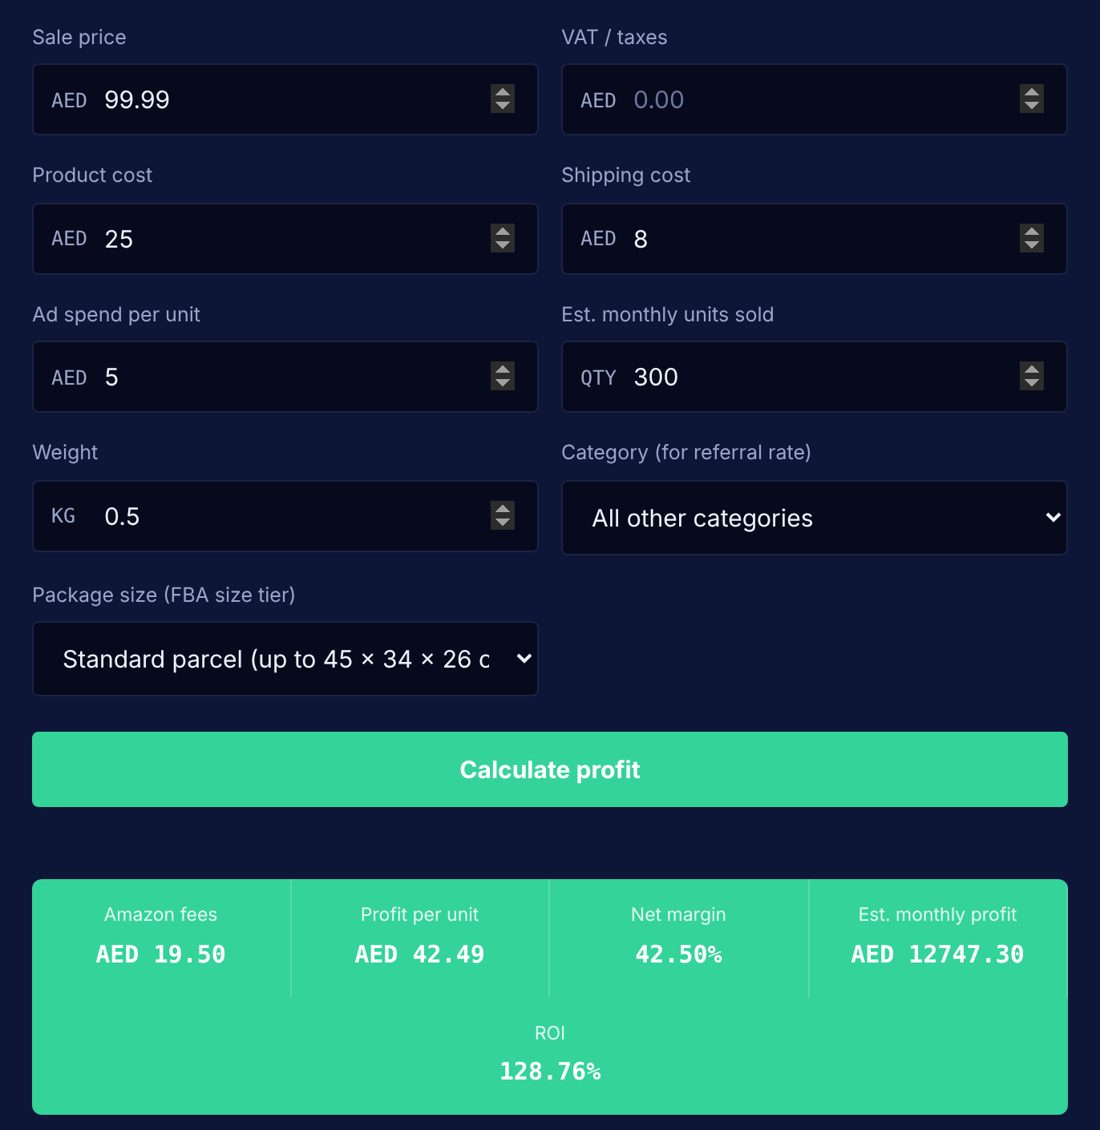 Sale price
VAT / taxes
AED 99.99
AED 0.00
Product cost
Shipping cost
AED 25
AED 8
Ad spend per unit
Est. monthly units sold
AED 5
QTY 300
Weight
Category (for referral rate)
KG 0.5
All other categories
Package size (FBA size tier)
Standard parcel (up to 45 × 34 × 26 c
Calculate profit
Amazon fees
AED 19.50
Profit per unit
AED 42.49
Net margin
42.50%
Est. monthly profit
AED 12747.30
ROI
128.76%